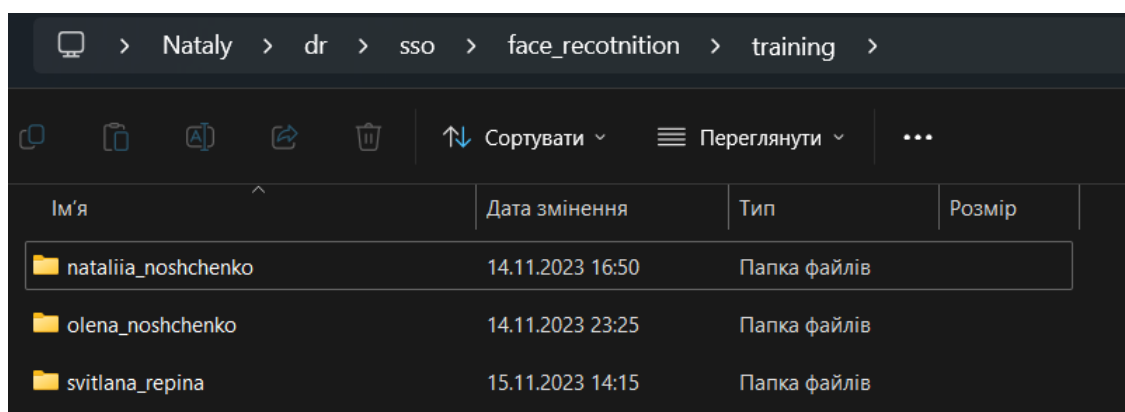 Nataly > dr > sso > face_recotnition > training >
Сортувати Переглянути •••
Ім'я Дата змінення Тип Розмір
nataliia_noshchenko 14.11.2023 16:50 Папка файлів
olena_noshchenko 14.11.2023 23:25 Папка файлів
svitlana_repina 15.11.2023 14:15 Папка файлів